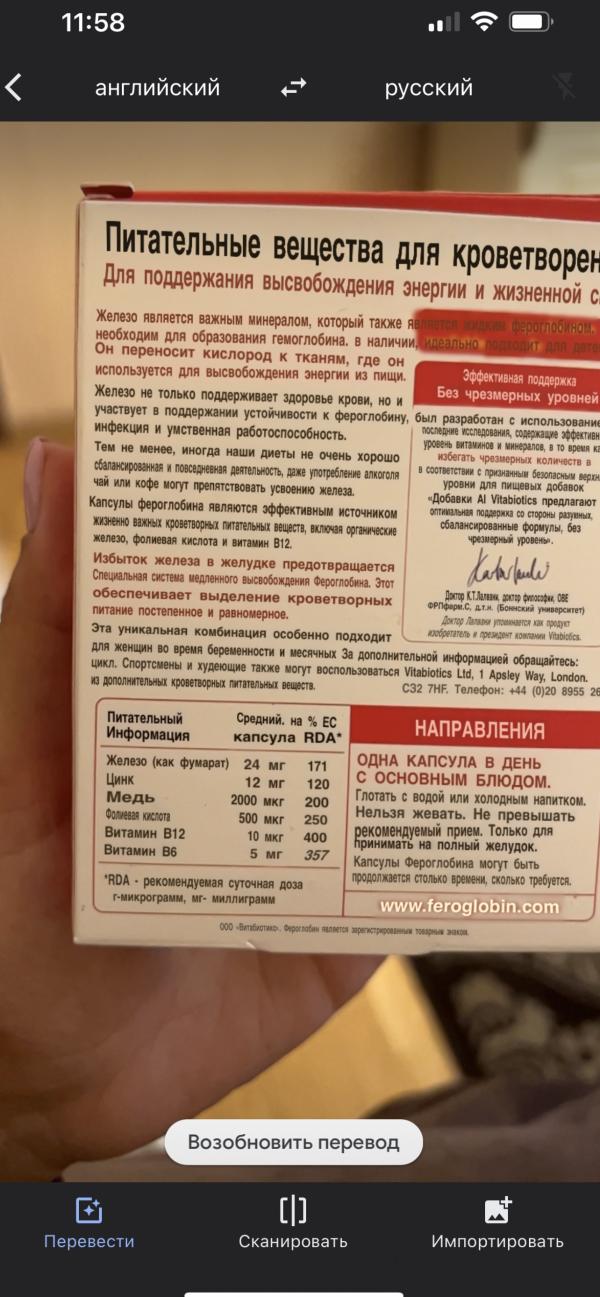 11:58
английский
русский
Питательные вещества для кроветворен
Для поддержания высвобождения энергии и жизненной с
Железо является важным минералом, который также является жидким фероглобином.
необходим для образования гемоглобина. в наличии, идеально подходит для дете
Он переносит кислород к тканям, где он
используется для высвобождения энергии из пищи.
Железо не только поддерживает здоровье крови, но и
участвует в поддержании устойчивости к фероглобину,
инфекция и умственная работоспособность.
Тем не менее, иногда наши диеты не очень хорошо
сбалансированная и повседневная деятельность, даже употребление алкоголя
чай или кофе могут препятствовать усвоению железа.
Капсулы фероглобина являются эффективным источником
жизненно важных кроветворных питательных веществ, включая органические
железо, фолиевая кислота и витамин B12.
Избыток железа в желудке предотвращается
Специальная система медленного высвобождения Фероглобина. Этот
обеспечивает выделение кроветворных
питание постепенное и равномерное.
Эта уникальная комбинация особенно подходит
для женщин во время беременности и месячных
цикл. Спортсмены и худеющие также могут воспользоваться
из дополнительных кроветворных питательных веществ.
Эффективная поддержка
Без чрезмерных уровней
был разработан с использование
последние исследования, содержащие эффективн
уровень витаминов и минералов, в то время ка
избегать чрезмерных количеств в
в соответствии с признанным безопасным верхн
уровни для пищевых добавок
«Добавки Al Vitabiotics предлагают
оптимальная поддержка со стороны разумных,
сбалансированные формулы, без
чрезмерный уровень».
Доктор К.Т.Лалвани, доктор философии, ОВЕ
ФРПфарм.С, д.т.н. (Боннский университет)
Доктор Лалвани упоминается как продукт
изобретатель и президент компании Vitabiotics.
За дополнительной информацией обращайтесь:
Vitabiotics Ltd, 1 Apsley Way, London.
СЗ2 7HF. Телефон: +44 (0)20 8955 26
Питательный Средний. на % ЕС
Информация капсула RDA*
Железо (как фумарат) 24 мг 171
Цинк 12 мг 120
Медь 2000 мкг 200
Фолиевая кислота 500 мкг 250
Витамин B12 10 мкг 400
Витамин B6 5 мг 357
*RDA - рекомендуемая суточная доза
г-микрограмм, мг- миллиграмм
НАПРАВЛЕНИЯ
ОДНА КАПСУЛА В ДЕНЬ
С ОСНОВНЫМ БЛЮДОМ.
Глотать с водой или холодным напитком.
Нельзя жевать. Не превышать
рекомендуемый прием. Только для
принимать на полный желудок.
Капсулы Фероглобина могут быть
продолжается столько времени, сколько требуется.
www.feroglobin.com
ООО «Витабиотикс». Фероглобин является зарегистрированным товарным знаком.
Возобновить перевод
Перевести
Сканировать
Импортировать